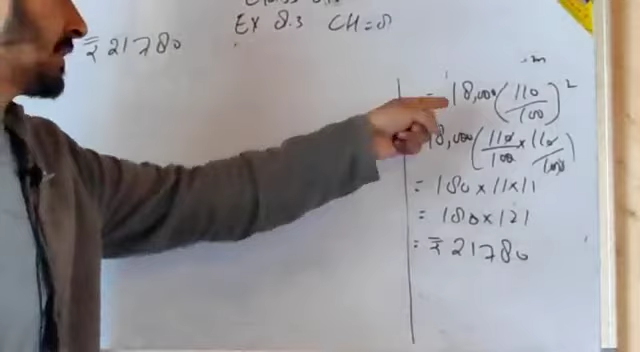 EX 8.3 CH=8
= ₹ 21780
= 18,000 (110/100)²
18,000 (110/100 × 110/100)
= 180 × 11 × 11
= 180 × 121
= ₹ 21780